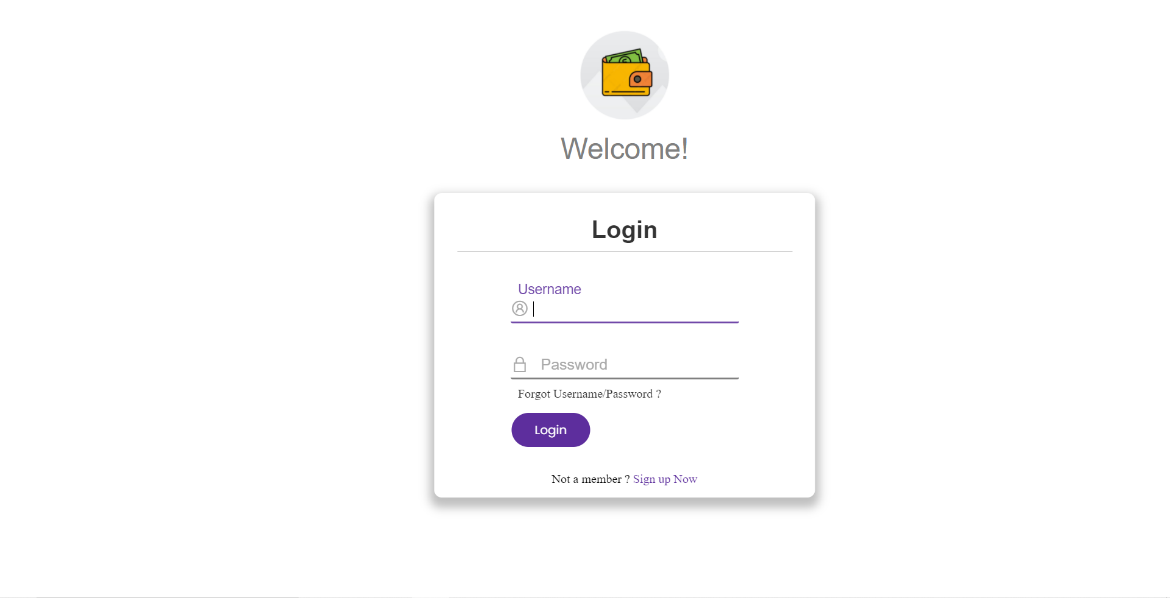 Welcome!
Login
Username
Password
Forgot Username/Password ?
Login
Not a member ? Sign up Now